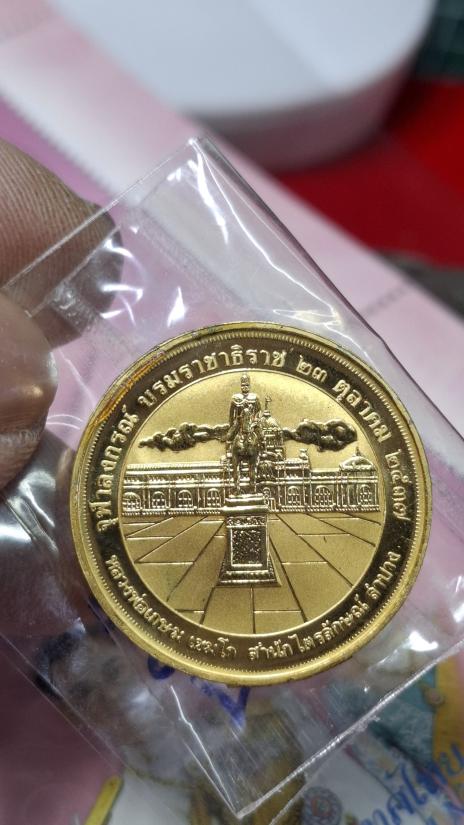 จุฬาลงกรณ์ บรมราชาธิราช ๒๓ ตุลาคม ๒๕๓๗
หลวงพ่อเกษม เขมโก สำนักไตรลักษณ์ ลำปาง